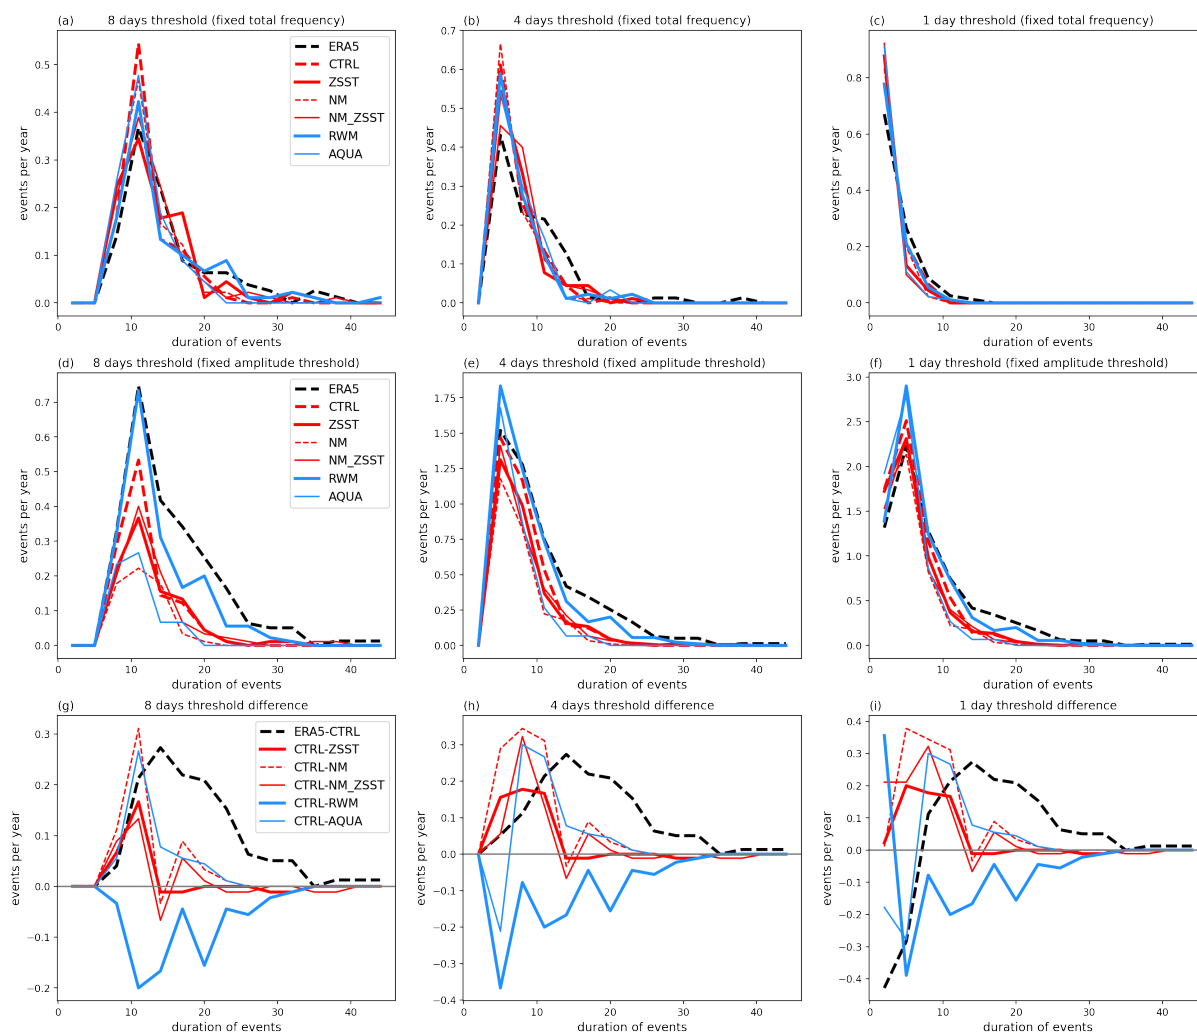 (a) 8 days threshold (fixed total frequency)
events per year
0.5
0.4
0.3
0.2
0.1
0.0
0 10 20 30 40
duration of events
ERA5
CTRL
ZSST
NM
NM_ZSST
RWM
AQUA
(b) 4 days threshold (fixed total frequency)
events per year
0.7
0.6
0.5
0.4
0.3
0.2
0.1
0.0
0 10 20 30 40
duration of events
(c) 1 day threshold (fixed total frequency)
events per year
0.8
0.6
0.4
0.2
0.0
0 10 20 30 40
duration of events
(d) 8 days threshold (fixed amplitude threshold)
events per year
0.7
0.6
0.5
0.4
0.3
0.2
0.1
0.0
0 10 20 30 40
duration of events
ERA5
CTRL
ZSST
NM
NM_ZSST
RWM
AQUA
(e) 4 days threshold (fixed amplitude threshold)
events per year
1.75
1.50
1.25
1.00
0.75
0.50
0.25
0.00
0 10 20 30 40
duration of events
(f) 1 day threshold (fixed amplitude threshold)
events per year
3.0
2.5
2.0
1.5
1.0
0.5
0.0
0 10 20 30 40
duration of events
(g) 8 days threshold difference
events per year
0.3
0.2
0.1
0.0
−0.1
−0.2
0 10 20 30 40
duration of events
ERA5-CTRL
CTRL-ZSST
CTRL-NM
CTRL-NM_ZSST
CTRL-RWM
CTRL-AQUA
(h) 4 days threshold difference
events per year
0.3
0.2
0.1
0.0
−0.1
−0.2
−0.3
−0.4
0 10 20 30 40
duration of events
(i) 1 day threshold difference
events per year
0.4
0.3
0.2
0.1
0.0
−0.1
−0.2
−0.3
−0.4
0 10 20 30 40
duration of events